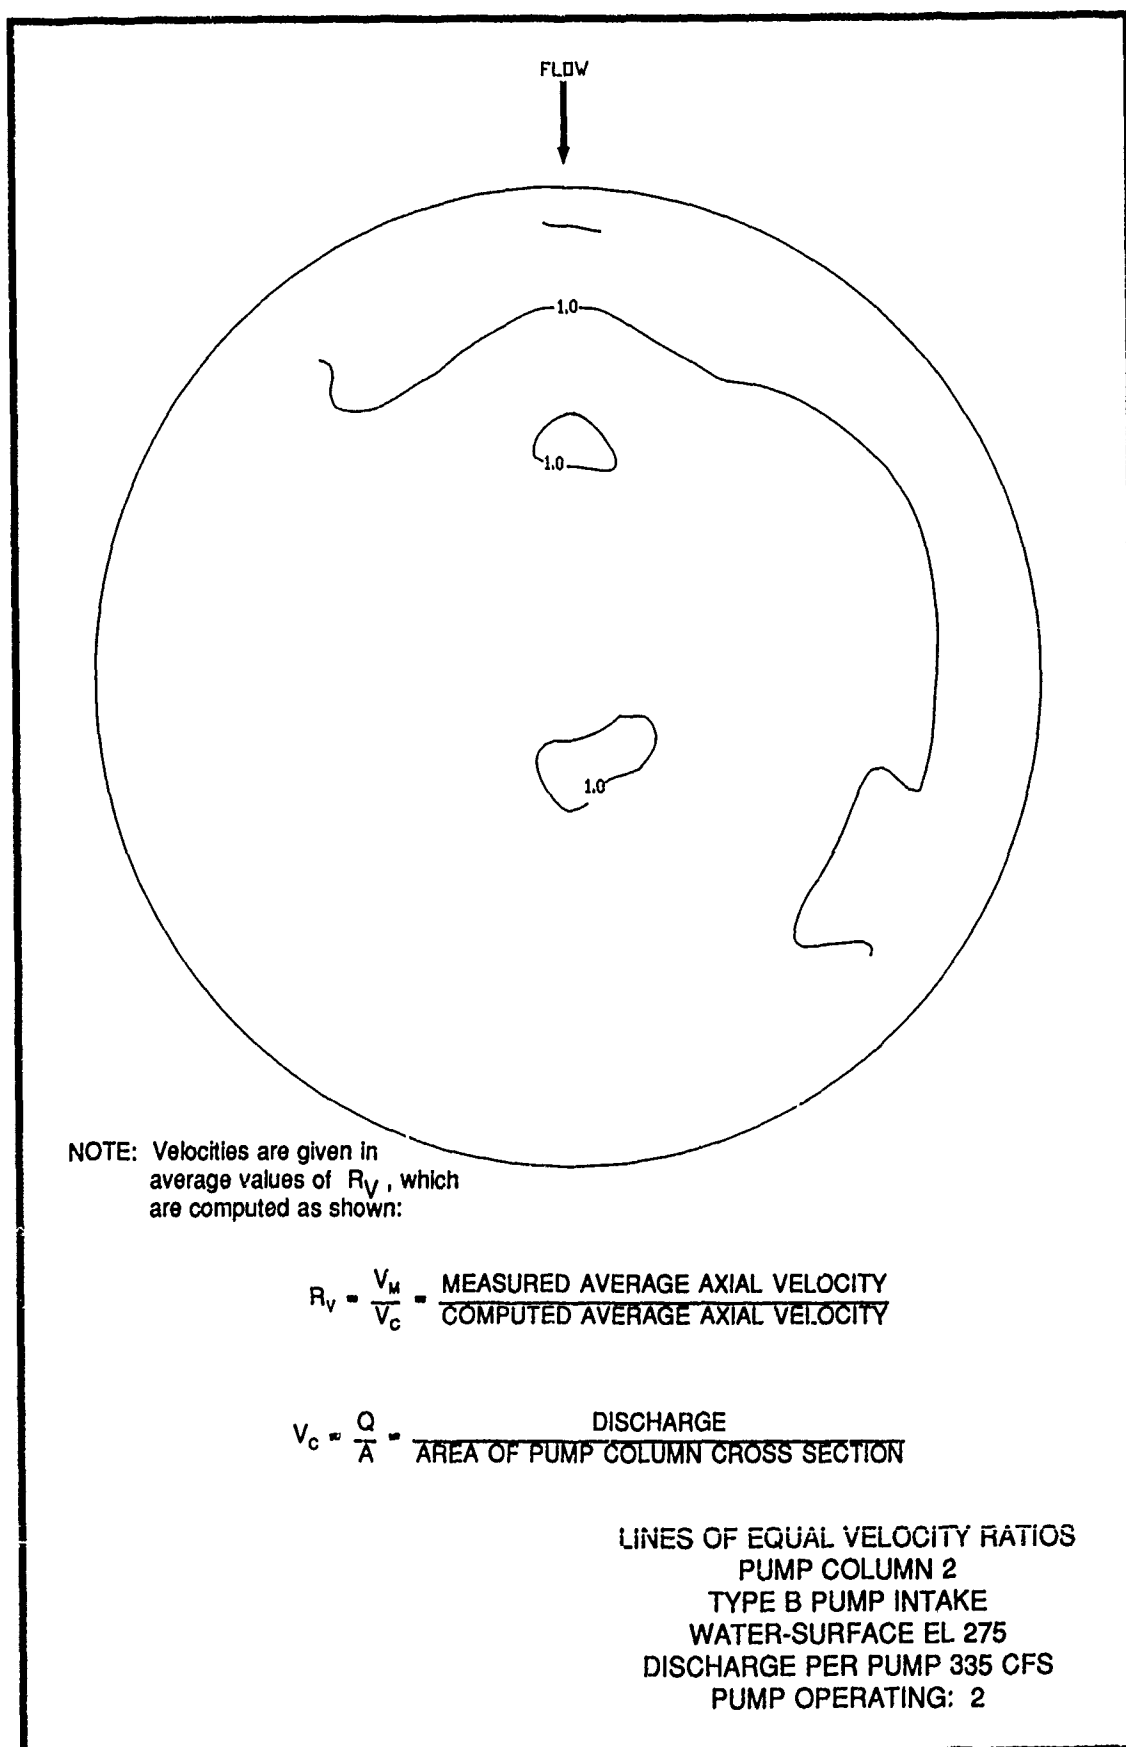 FLOW
1.0
1.0
1.0
NOTE: Velocities are given in
average values of R_V, which
are computed as shown:
R_V = V_M / V_C = MEASURED AVERAGE AXIAL VELOCITY / COMPUTED AVERAGE AXIAL VELOCITY
V_C = Q / A = DISCHARGE / AREA OF PUMP COLUMN CROSS SECTION
LINES OF EQUAL VELOCITY RATIOS
PUMP COLUMN 2
TYPE B PUMP INTAKE
WATER-SURFACE EL 275
DISCHARGE PER PUMP 335 CFS
PUMP OPERATING: 2